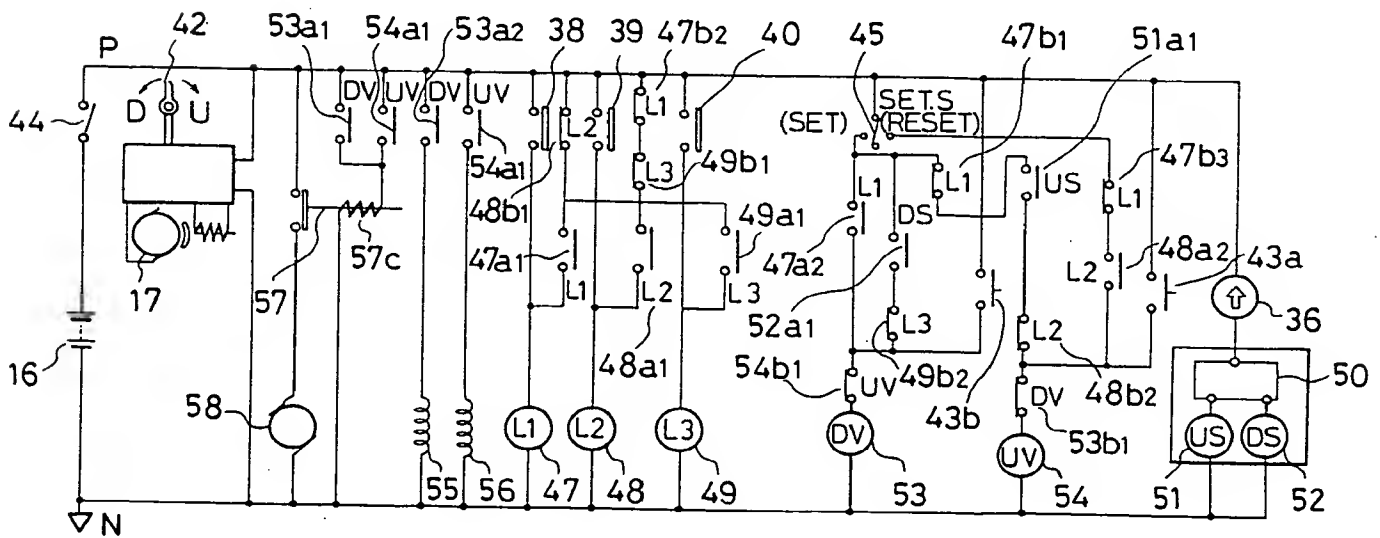 53a1
54a1
53a2
38
39
47b2
40
45
47b1
51a1
P
42
D
U
44
DV
UV
DV
UV
54a1
L2
L1
L3
49b1
48b1
(SET)
SET.S
(RESET)
L1
US
47b3
L1
17
57
57c
47a1
L1
L2
49a1
L3
48a1
L1
47a2
DS
52a1
L3
49b2
43b
L2
48a2
43a
36
16
58
54b1
UV
L2
48b2
DV
53b1
50
L1
L2
L3
DV
UV
US
DS
N
55
56
47
48
49
53
54
51
52